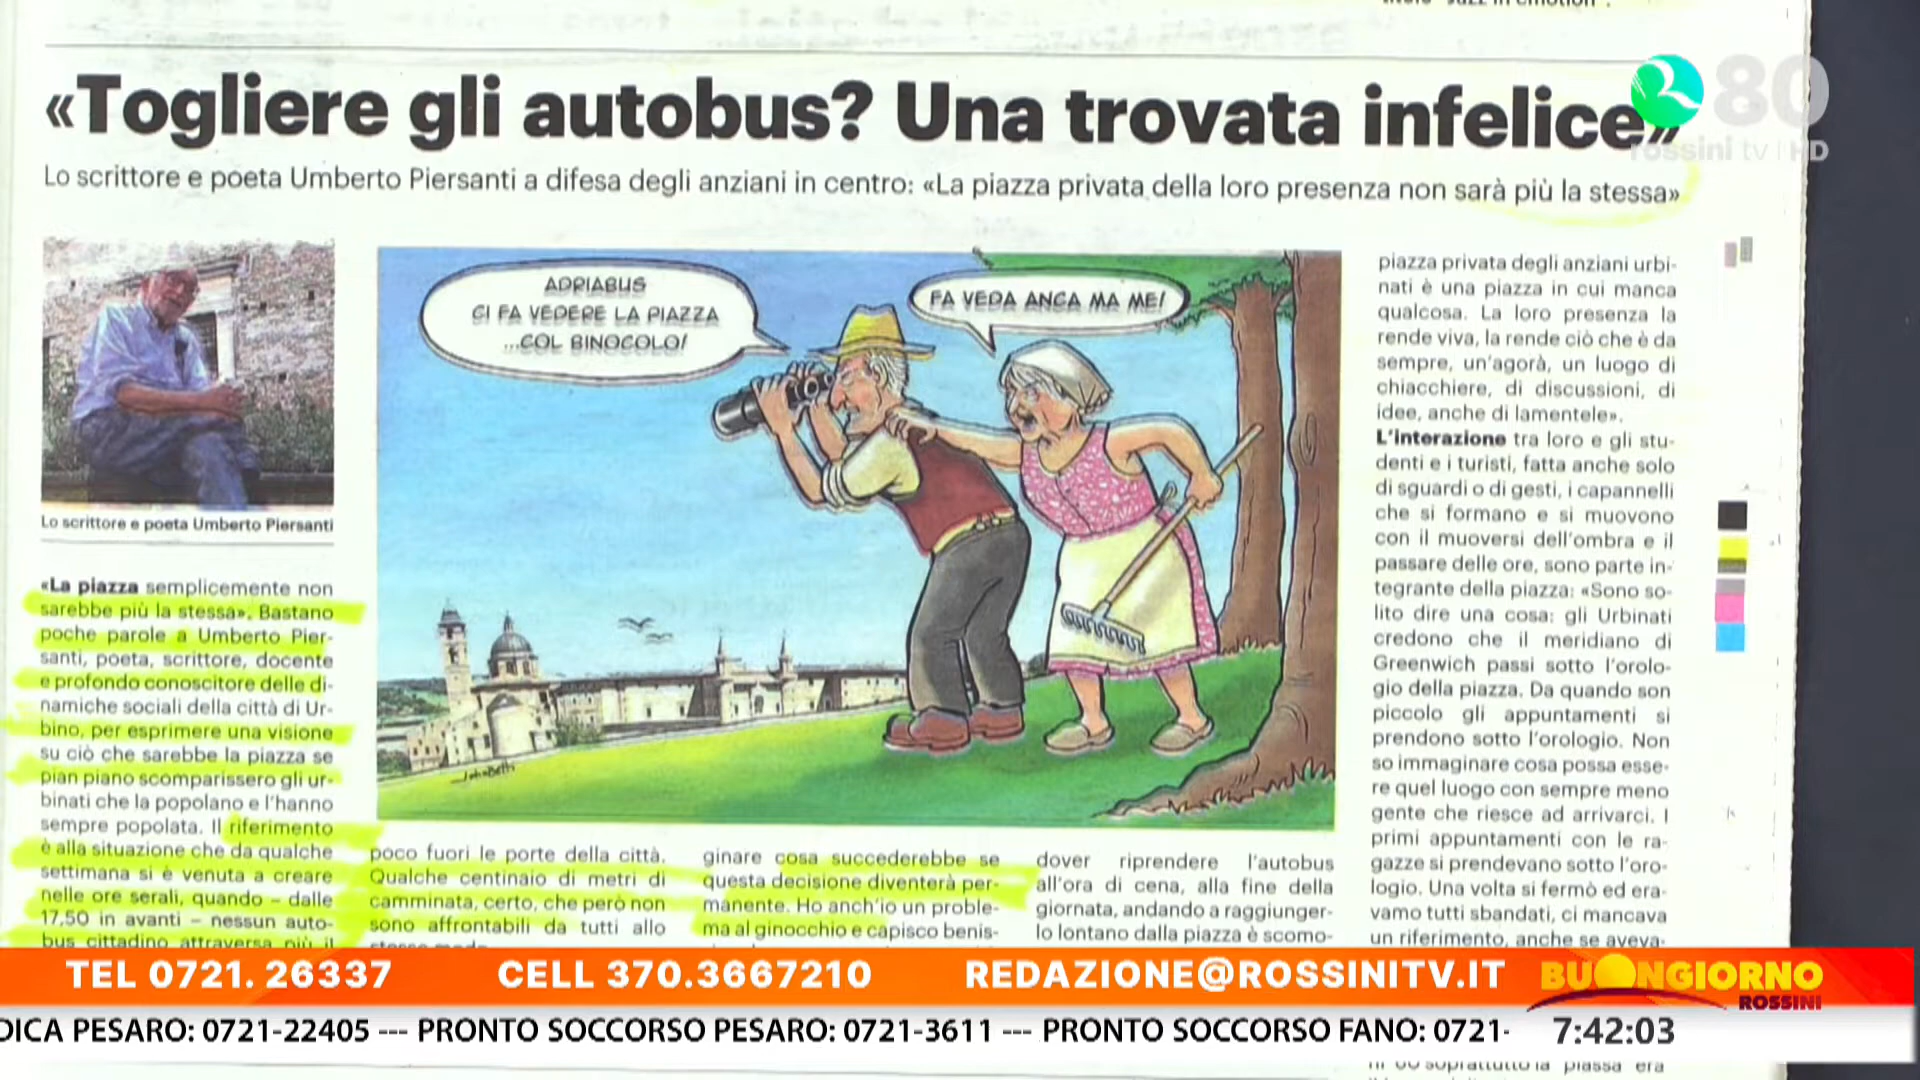 «Togliere gli autobus? Una trovata infelice»
80
rossini tv | HD
Lo scrittore e poeta Umberto Piersanti a difesa degli anziani in centro: «La piazza privata della loro presenza non sarà più la stessa»
ADRIABUS
CI FA VEDERE LA PIAZZA
...COL BINOCOLO!
FA VEDA ANCA MA ME!
Lo scrittore e poeta Umberto Piersanti
«La piazza semplicemente non
sarebbe più la stessa». Bastano
poche parole a Umberto Pier-
santi, poeta, scrittore, docente
e profondo conoscitore delle di-
namiche sociali della città di Ur-
bino, per esprimere una visione
su ciò che sarebbe la piazza se
pian piano scomparissero gli ur-
binati che la popolano e l'hanno
sempre popolata. Il riferimento
è alla situazione che da qualche
settimana si è venuta a creare
nelle ore serali, quando – dalle
17,50 in avanti – nessun auto-
bus cittadino attraversa più il
poco fuori le porte della città.
Qualche centinaio di metri di
camminata, certo, che però non
sono affrontabili da tutti allo
ginare cosa succederebbe se
questa decisione diventerà per-
manente. Ho anch'io un proble-
ma al ginocchio e capisco benis-
dover riprendere l'autobus
all'ora di cena, alla fine della
giornata, andando a raggiunger-
lo lontano dalla piazza è scomo-
piazza privata degli anziani urbi-
nati è una piazza in cui manca
qualcosa. La loro presenza la
rende viva, la rende ciò che è da
sempre, un'agorà, un luogo di
chiacchiere, di discussioni, di
idee, anche di lamentele».
L'interazione tra loro e gli stu-
denti e i turisti, fatta anche solo
di sguardi o di gesti, i capannelli
che si formano e si muovono
con il muoversi dell'ombra e il
passare delle ore, sono parte in-
tegrante della piazza: «Sono so-
lito dire una cosa: gli Urbinati
credono che il meridiano di
Greenwich passi sotto l'orolo-
gio della piazza. Da quando son
piccolo gli appuntamenti si
prendono sotto l'orologio. Non
so immaginare cosa possa esse-
re quel luogo con sempre meno
gente che riesce ad arrivarci. I
primi appuntamenti con le ra-
gazze si prendevano sotto l'oro-
logio. Una volta si fermò ed era-
vamo tutti sbandati, ci mancava
un riferimento, anche se aveva-
TEL 0721. 26337 CELL 370.3667210 REDAZIONE@ROSSINITV.IT BUONGIORNO
ROSSINI
DICA PESARO: 0721-22405 --- PRONTO SOCCORSO PESARO: 0721-3611 --- PRONTO SOCCORSO FANO: 0721- 7:42:03